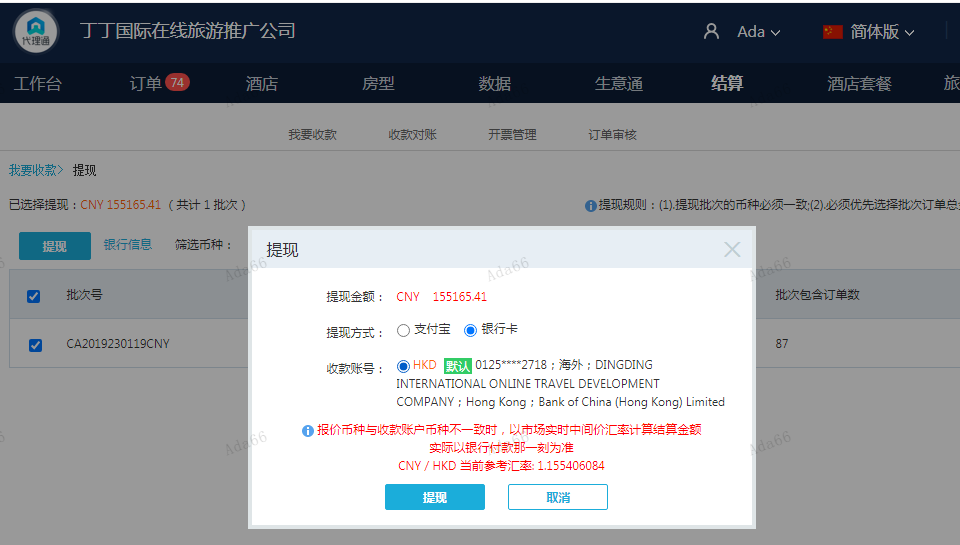 代理通
丁丁国际在线旅游推广公司
Ada
简体版
工作台
订单 74
酒店
房型
数据
生意通
结算
酒店套餐
旅
我要收款
收款对账
开票管理
订单审核
我要收款> 提现
已选择提现：CNY 155165.41 （ 共计 1 批次 ）
提现规则：(1).提现批次的币种必须一致;(2).必须优先选择批次订单总
提现
银行信息
筛选币种：
批次号
批次包含订单数
CA2019230119CNY
87
提现
提现金额： CNY 155165.41
提现方式： 支付宝 银行卡
收款账号： HKD 默认 0125****2718；海外；DINGDING
INTERNATIONAL ONLINE TRAVEL DEVELOPMENT
COMPANY；Hong Kong；Bank of China (Hong Kong) Limited
报价币种与收款账户币种不一致时，以市场实时中间价汇率计算结算金额
实际以银行付款那一刻为准
CNY / HKD 当前参考汇率: 1.155406084
提现
取消
Ada66
Ada66
Ada66
Ada66
Ada66